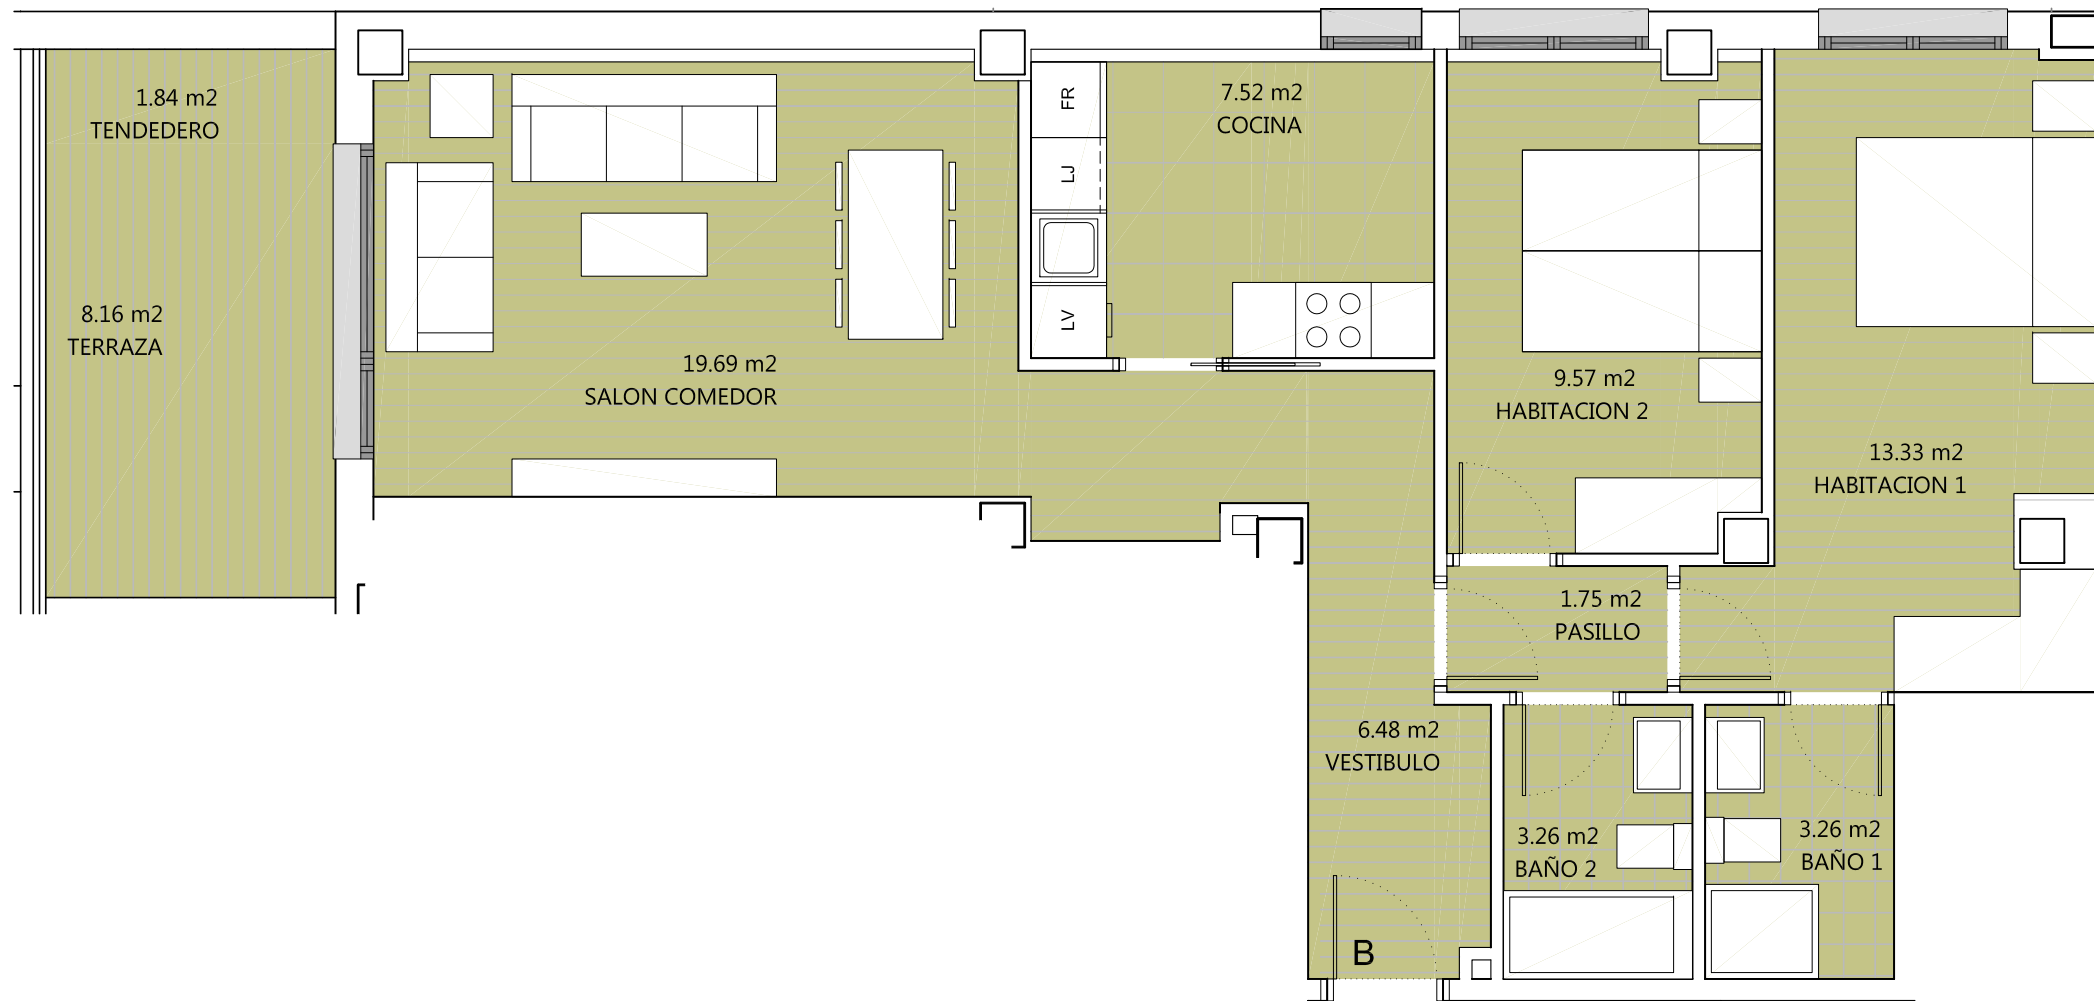 1.84 m2
TENDEDERO
8.16 m2
TERRAZA
19.69 m2
SALON COMEDOR
FR
LJ
LV
7.52 m2
COCINA
9.57 m2
HABITACION 2
13.33 m2
HABITACION 1
1.75 m2
PASILLO
6.48 m2
VESTIBULO
3.26 m2
BAÑO 2
3.26 m2
BAÑO 1
B